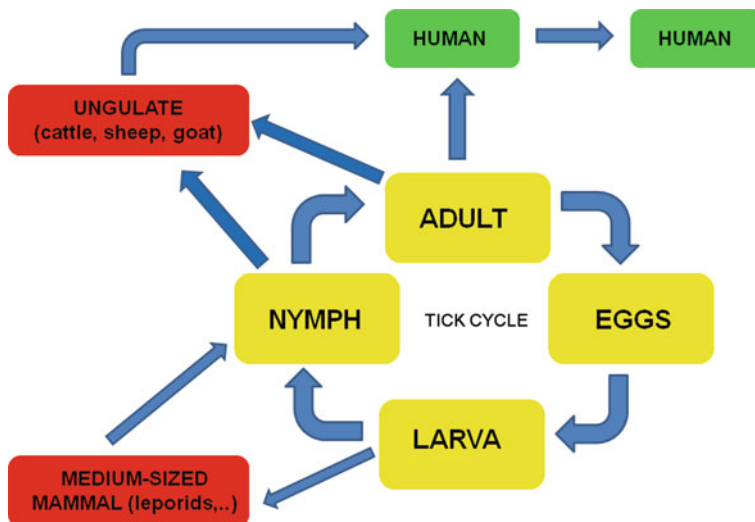 HUMAN
HUMAN
UNGULATE
(cattle, sheep, goat)
ADULT
NYMPH
TICK CYCLE
EGGS
LARVA
MEDIUM-SIZED
MAMMAL (leporids,..)